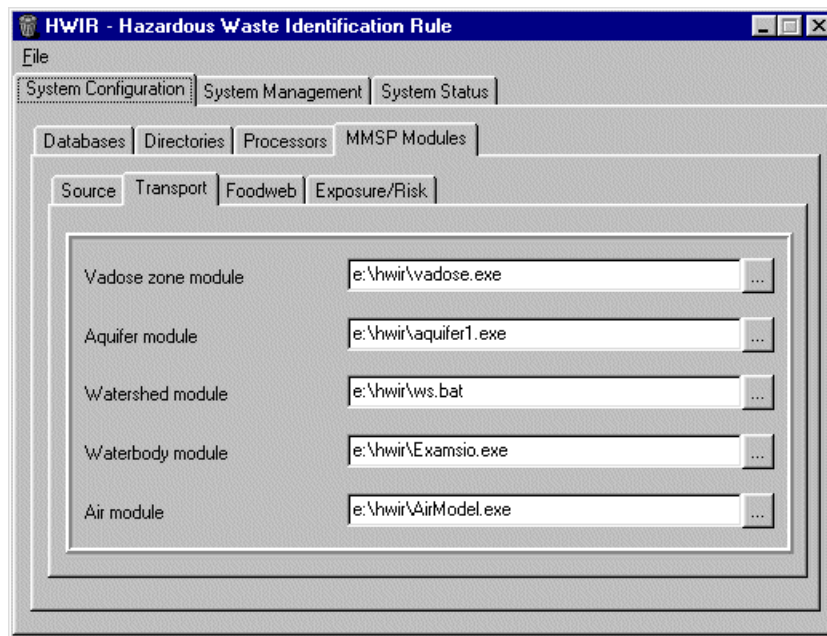 HWIR - Hazardous Waste Identification Rule
File
System Configuration System Management System Status
Databases Directories Processors MMSP Modules
Source Transport Foodweb Exposure/Risk
Vadose zone module e:\hwir\vadose.exe ...
Aquifer module e:\hwir\aquifer1.exe ...
Watershed module e:\hwir\ws.bat ...
Waterbody module e:\hwir\Examsio.exe ...
Air module e:\hwir\AirModel.exe ...